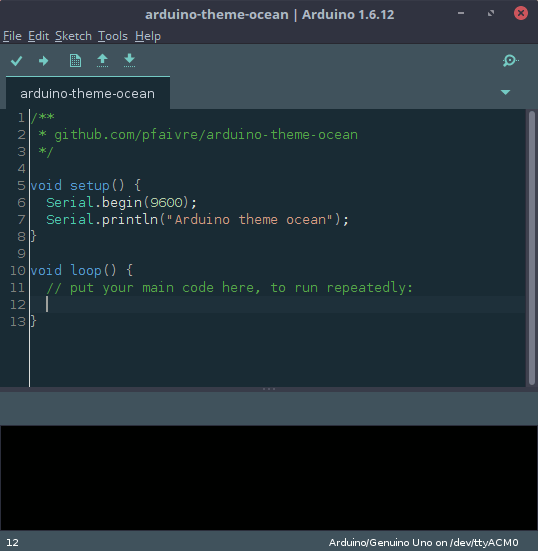 arduino-theme-ocean | Arduino 1.6.12
File Edit Sketch Tools Help
arduino-theme-ocean
1 /**
2  * github.com/pfaivre/arduino-theme-ocean
3  */
4
5 void setup() {
6   Serial.begin(9600);
7   Serial.println("Arduino theme ocean");
8 }
9
10 void loop() {
11   // put your main code here, to run repeatedly:
12
13 }
12 Arduino/Genuino Uno on /dev/ttyACM0